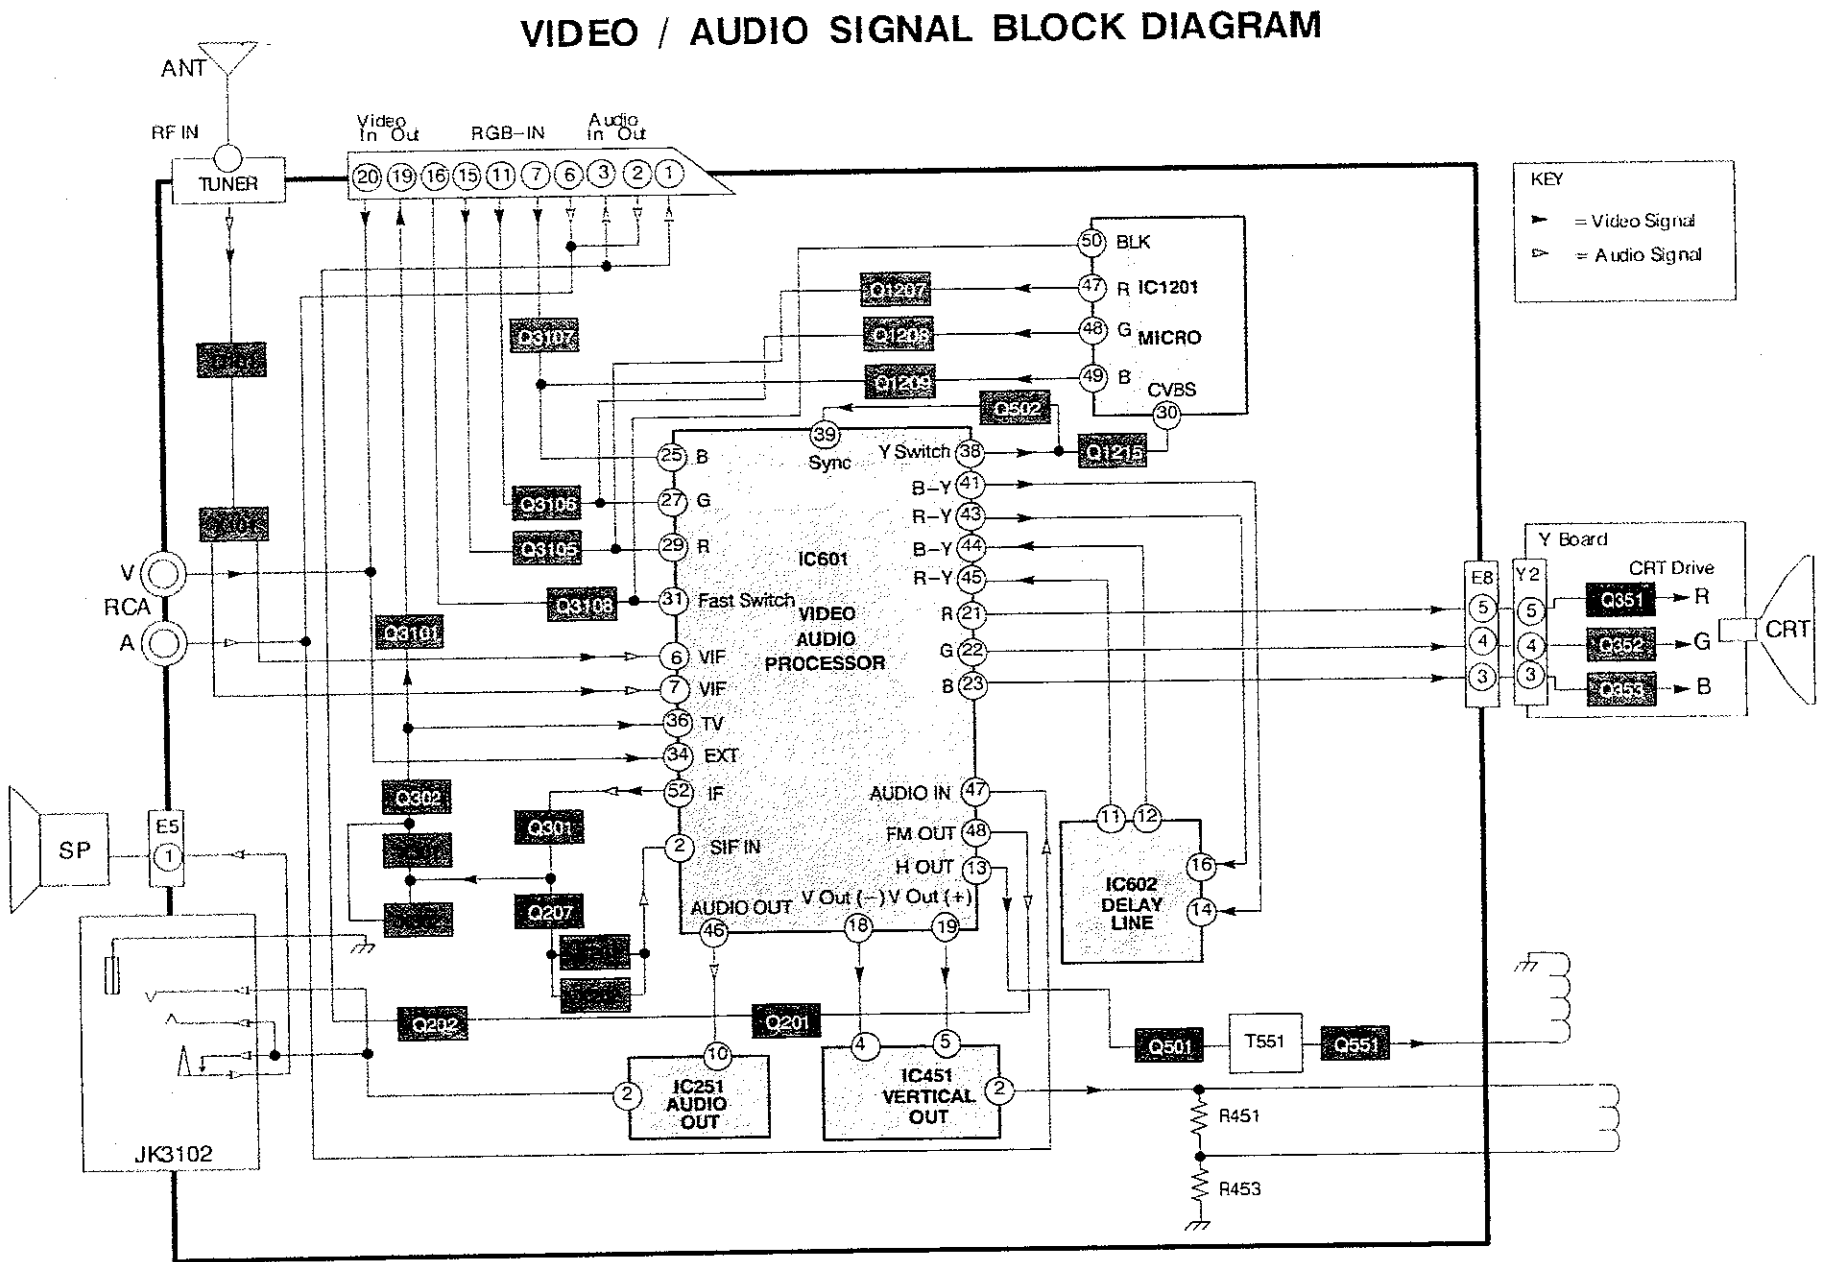 VIDEO / AUDIO SIGNAL BLOCK DIAGRAM
ANT
RF IN
TUNER
Video
In Out
RGB-IN
Audio
In Out
20 19 16 15 11 7 6 3 2 1
KEY
= Video Signal
= Audio Signal
50 BLK
47 R IC1201
48 G MICRO
49 B
CVBS
30
Q1207
Q1208
Q1209
Q3107
Q502
Q1215
39
Sync
Y Switch 38
25 B
B-Y 41
27 G
R-Y 43
29 R
B-Y 44
R-Y 45
31 Fast Switch
R 21
G 22
B 23
IC601
VIDEO
AUDIO
PROCESSOR
Q3106
Q3105
Q3108
Q3101
V
RCA
A
6 VIF
7 VIF
36 TV
34 EXT
52 IF
2 SIF IN
AUDIO IN 47
FM OUT 48
H OUT 13
AUDIO OUT
V Out (-) V Out (+)
46 18 19
Y Board
CRT Drive
E8 Y2
5 5 Q351 R
4 4 Q352 G
3 3 Q353 B
CRT
Q302
Q301
Q207
SP
E5
1
11 12
16
14
IC602
DELAY
LINE
Q202
Q201
10
2
IC251
AUDIO
OUT
4 5
2
IC451
VERTICAL
OUT
Q501
T551
Q551
R451
R453
JK3102